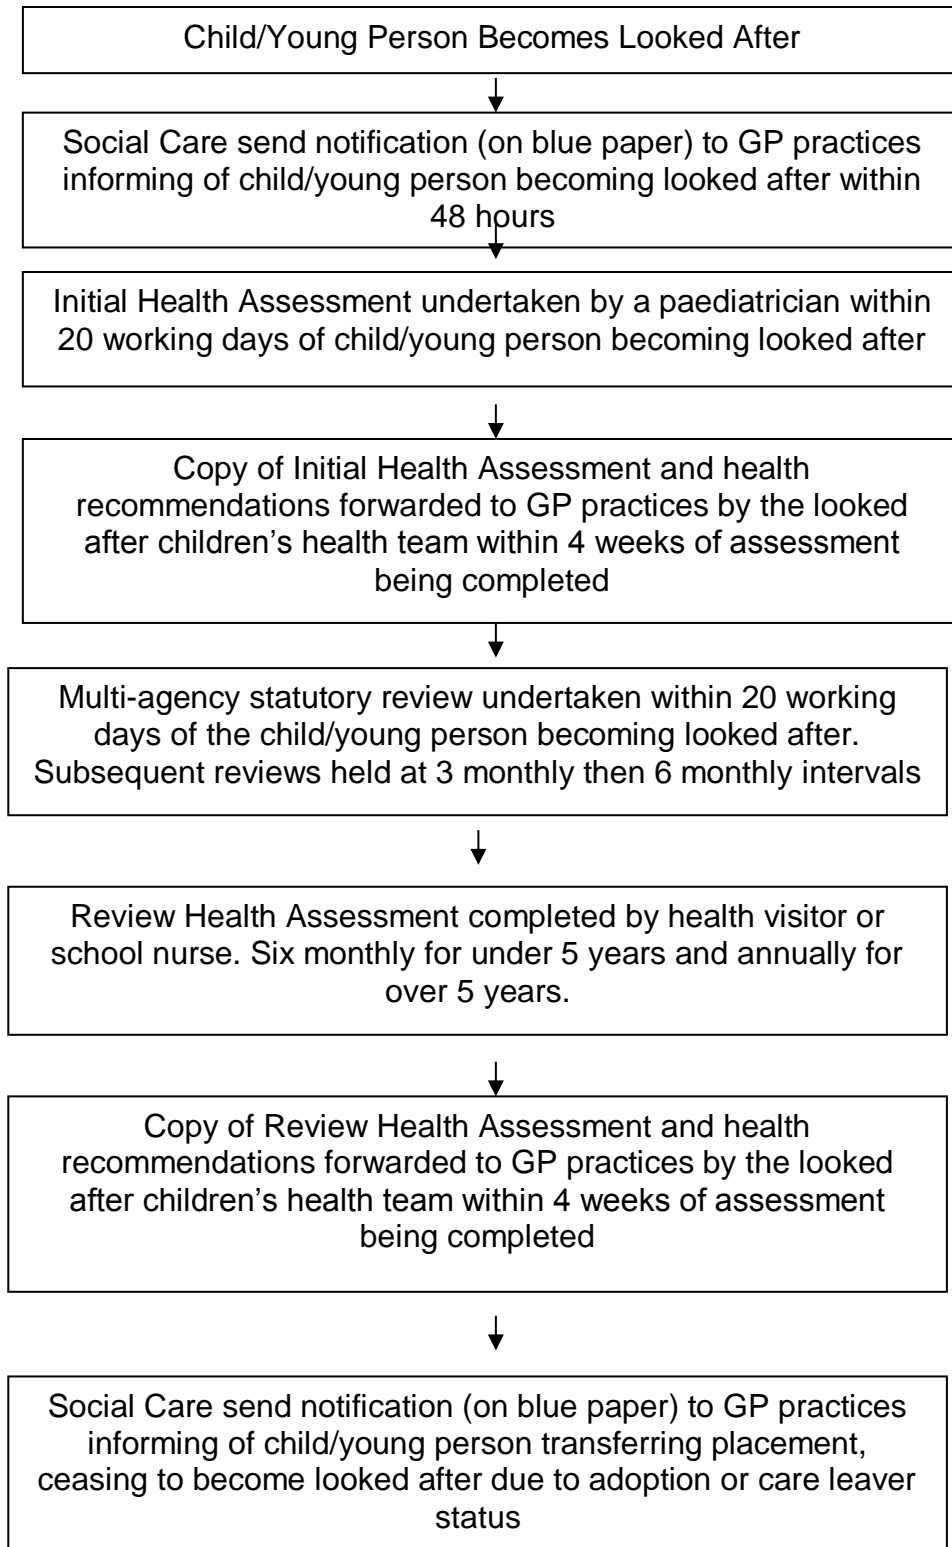 Child/Young Person Becomes Looked After
Social Care send notification (on blue paper) to GP practices
informing of child/young person becoming looked after within
48 hours
Initial Health Assessment undertaken by a paediatrician within
20 working days of child/young person becoming looked after
Copy of Initial Health Assessment and health
recommendations forwarded to GP practices by the looked
after children’s health team within 4 weeks of assessment
being completed
Multi-agency statutory review undertaken within 20 working
days of the child/young person becoming looked after.
Subsequent reviews held at 3 monthly then 6 monthly intervals
Review Health Assessment completed by health visitor or
school nurse. Six monthly for under 5 years and annually for
over 5 years.
Copy of Review Health Assessment and health
recommendations forwarded to GP practices by the looked
after children’s health team within 4 weeks of assessment
being completed
Social Care send notification (on blue paper) to GP practices
informing of child/young person transferring placement,
ceasing to become looked after due to adoption or care leaver
status